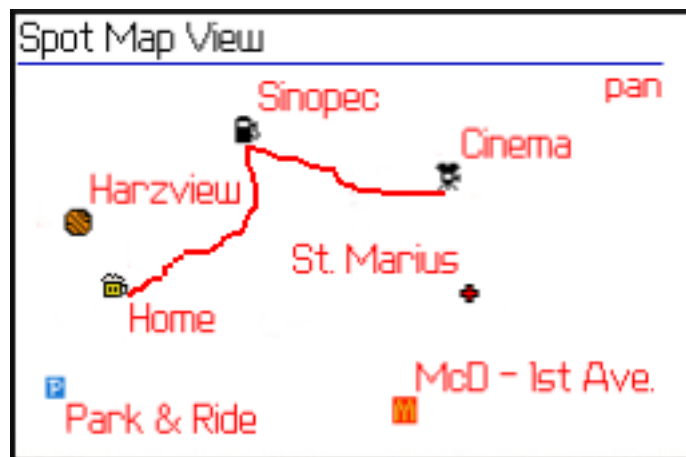 Spot Map View
pan
Sinopec
Cinema
Harzview
St. Marius
Home
McD - 1st Ave.
Park & Ride
P
M